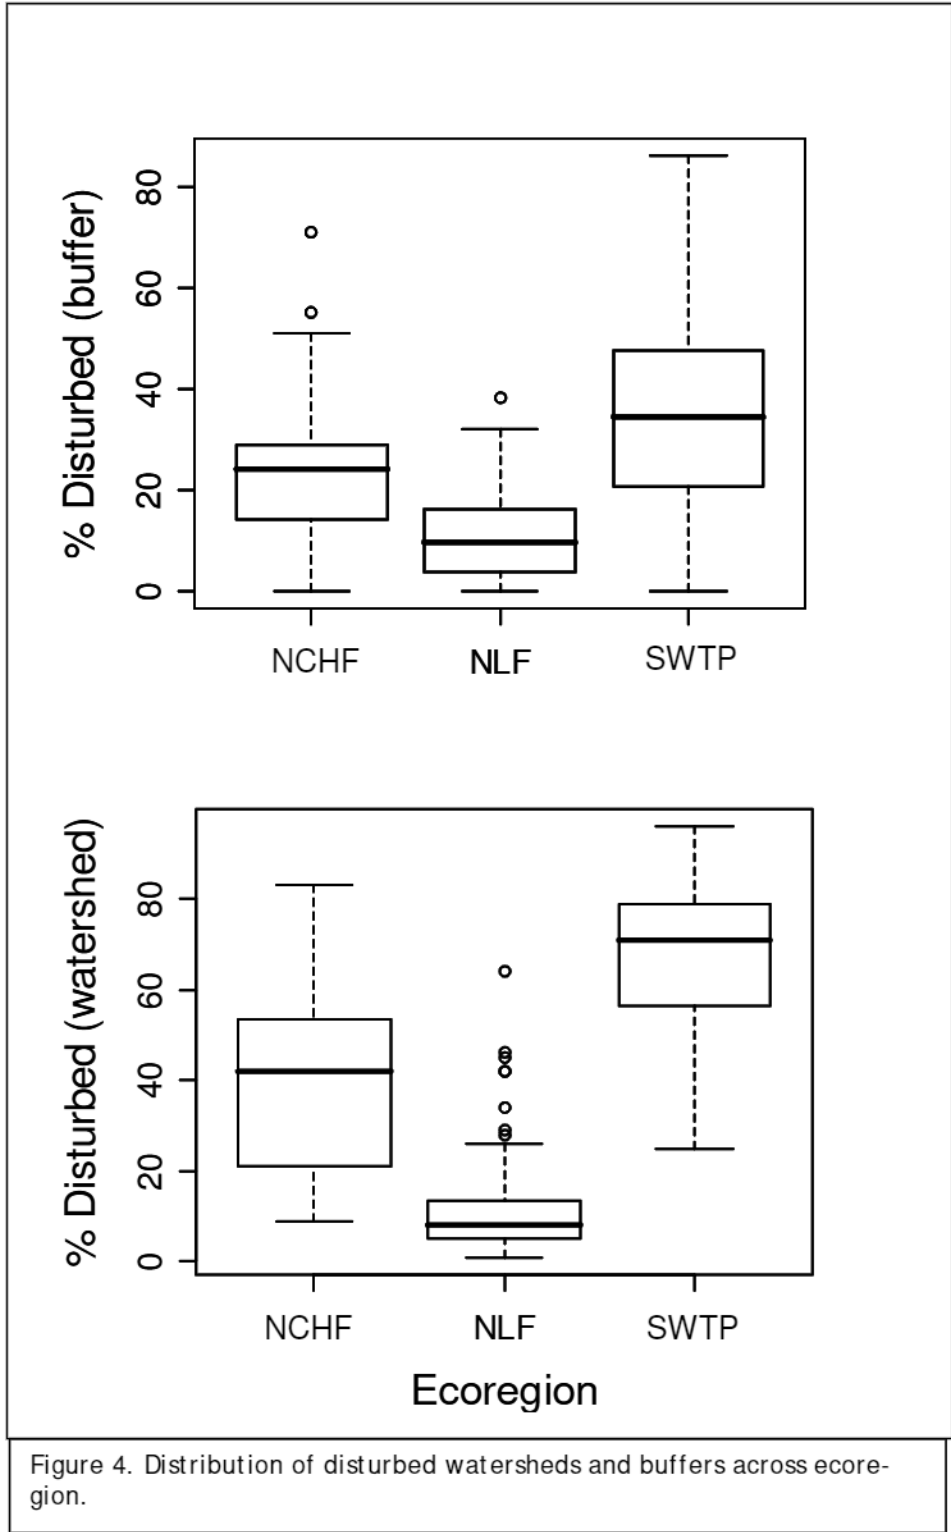 % Disturbed (buffer)
80
60
40
20
0
NCHF NLF SWTP
% Disturbed (watershed)
80
60
40
20
0
NCHF NLF SWTP
Ecoregion
Figure 4. Distribution of disturbed watersheds and buffers across ecore-
gion.